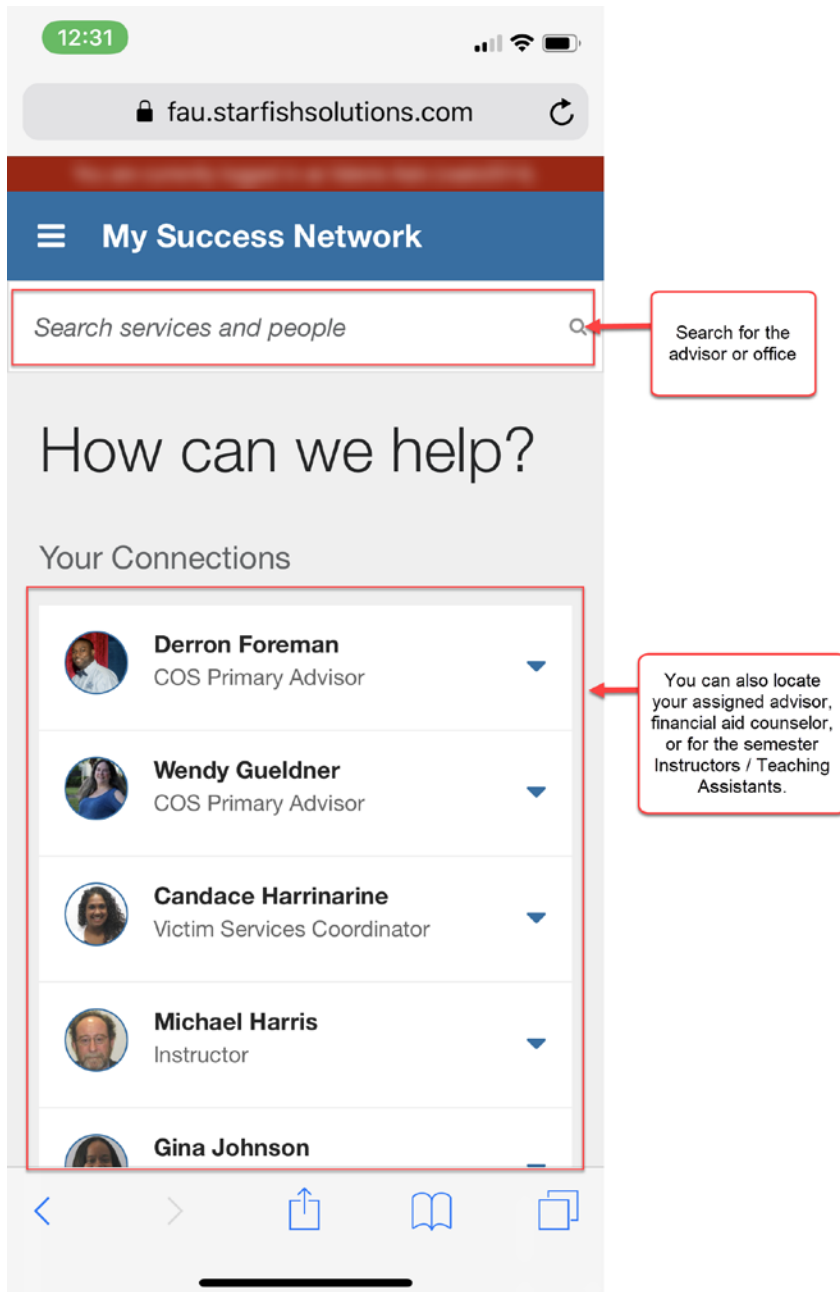 12:31
fau.starfishsolutions.com
My Success Network
Search services and people
Search for the
advisor or office
How can we help?
Your Connections
Derron Foreman
COS Primary Advisor
Wendy Gueldner
COS Primary Advisor
You can also locate
your assigned advisor,
financial aid counselor,
or for the semester
Instructors / Teaching
Assistants.
Candace Harrinarine
Victim Services Coordinator
Michael Harris
Instructor
Gina Johnson